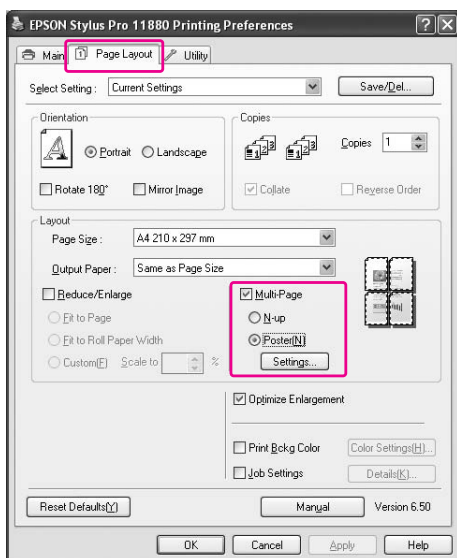 EPSON Stylus Pro 11880 Printing Preferences
Main Page Layout Utility
Select Setting : Current Settings Save/Del...
Orientation
Portrait Landscape
Rotate 180° Mirror Image
Copies
Copies 1
Collate Reverse Order
Layout
Page Size : A4 210 x 297 mm
Output Paper : Same as Page Size
Reduce/Enlarge
Fit to Page
Fit to Roll Paper Width
Custom(F) Scale to %
Multi-Page
N-up
Poster(N)
Settings...
Optimize Enlargement
Print Bckg Color Color Settings(H)...
Job Settings Details(K)...
Reset Defaults(Y) Manual Version 6.50
OK Cancel Apply Help